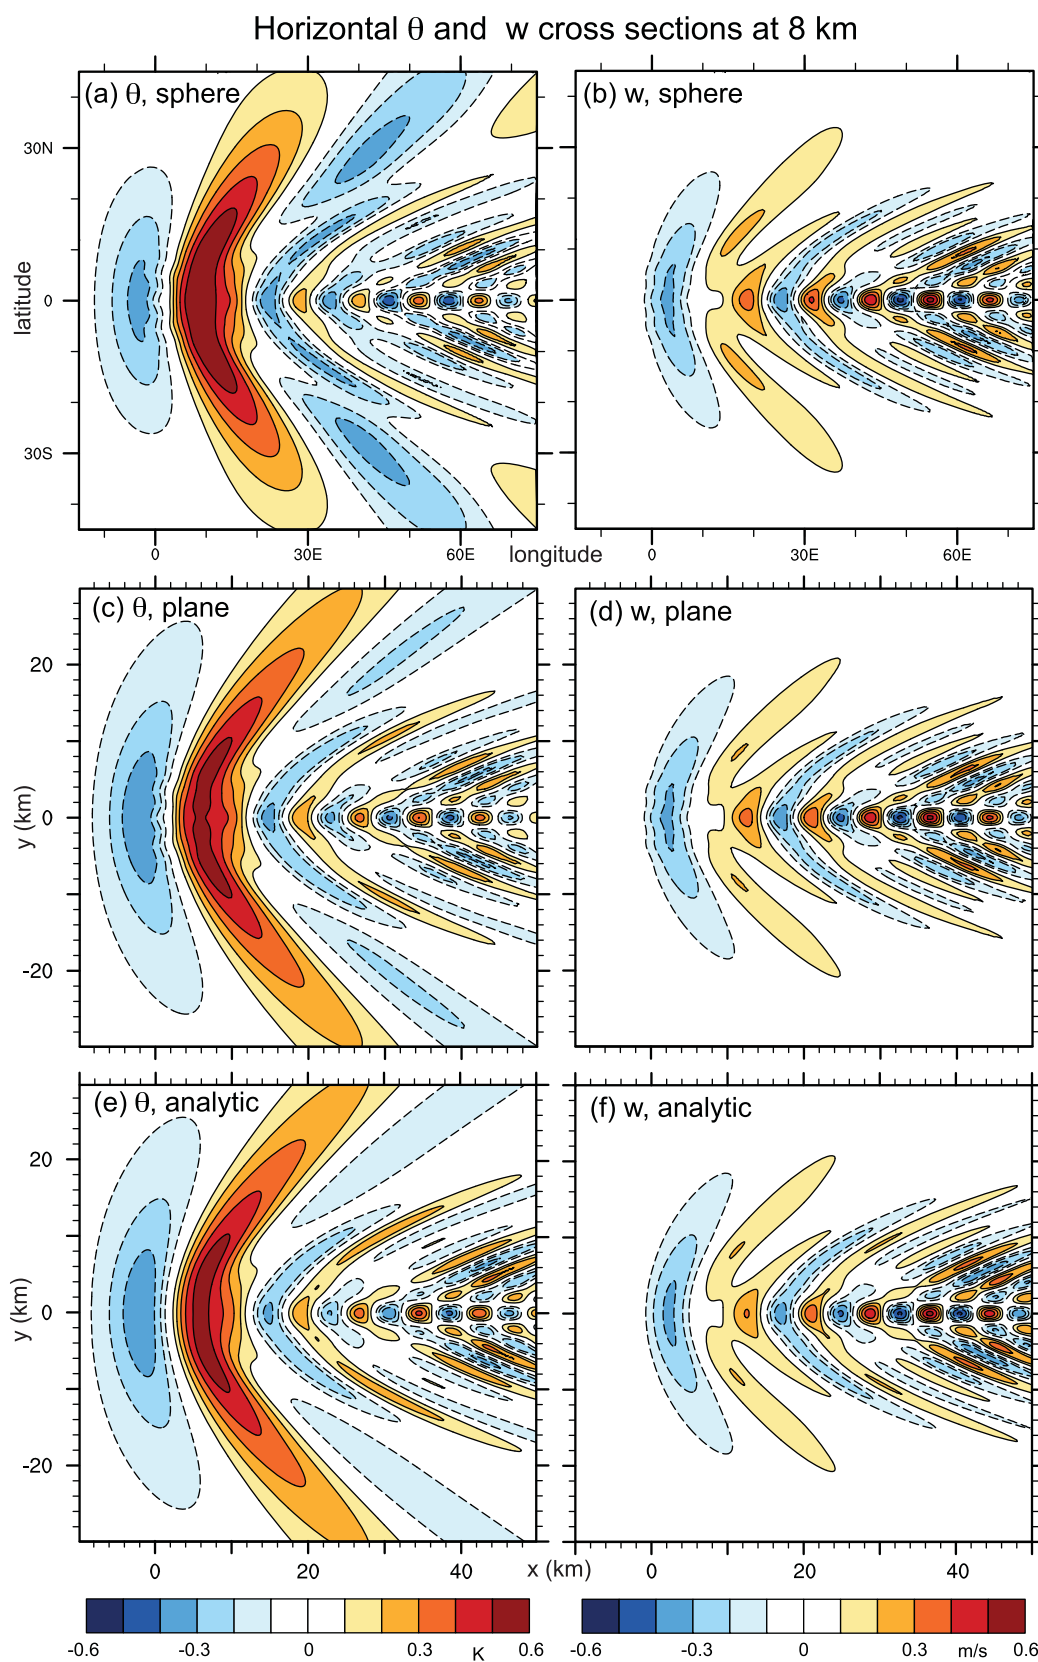 Horizontal θ and w cross sections at 8 km
(a) θ, sphere
(b) w, sphere
30N
0
30S
latitude
0 30E longitude 60E
0 30E 60E
(c) θ, plane
(d) w, plane
20
0
-20
y (km)
(e) θ, analytic
(f) w, analytic
20
0
-20
y (km)
0 20 40 x (km)
0 20 40
-0.6 -0.3 0 0.3 K 0.6
-0.6 -0.3 0 0.3 m/s 0.6